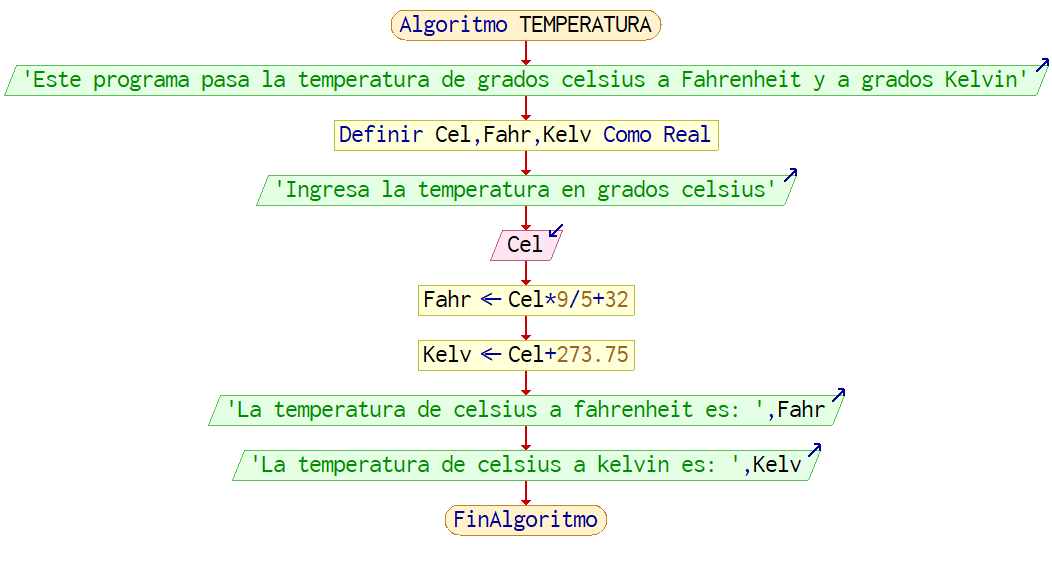 Algoritmo TEMPERATURA
'Este programa pasa la temperatura de grados celsius a Fahrenheit y a grados Kelvin'
Definir Cel,Fahr,Kelv Como Real
'Ingresa la temperatura en grados celsius'
Cel
Fahr ← Cel*9/5+32
Kelv ← Cel+273.75
'La temperatura de celsius a fahrenheit es: ',Fahr
'La temperatura de celsius a kelvin es: ',Kelv
FinAlgoritmo